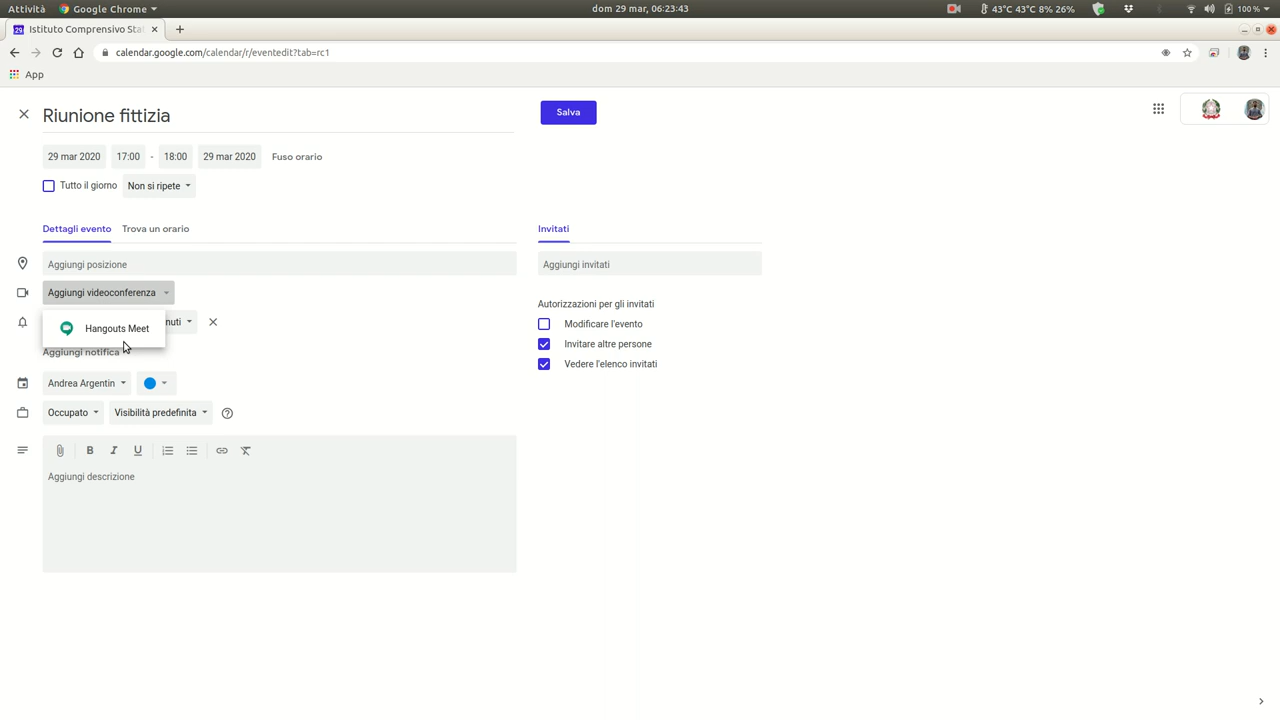 Attività Google Chrome dom 29 mar, 06:23:43 43°C 43°C 8% 26% 100 %
29 Istituto Comprensivo Sta
calendar.google.com/calendar/r/eventedit?tab=rc1
App
Riunione fittizia Salva
29 mar 2020 17:00 - 18:00 29 mar 2020 Fuso orario
Tutto il giorno Non si ripete
Dettagli evento Trova un orario Invitati
Aggiungi posizione Aggiungi invitati
Aggiungi videoconferenza
Autorizzazioni per gli invitati
Hangouts Meet nuti Modificare l'evento
Invitare altre persone
Aggiungi notifica
Vedere l'elenco invitati
Andrea Argentin
Occupato Visibilità predefinita
B I U
Aggiungi descrizione